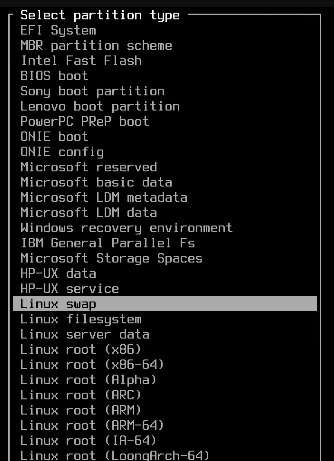 Select partition type
EFI System
MBR partition scheme
Intel Fast Flash
BIOS boot
Sony boot partition
Lenovo boot partition
PowerPC PReP boot
ONIE boot
ONIE config
Microsoft reserved
Microsoft basic data
Microsoft LDM metadata
Microsoft LDM data
Windows recovery environment
IBM General Parallel Fs
Microsoft Storage Spaces
HP-UX data
HP-UX service
Linux swap
Linux filesystem
Linux server data
Linux root (x86)
Linux root (x86-64)
Linux root (Alpha)
Linux root (ARC)
Linux root (ARM)
Linux root (ARM-64)
Linux root (IA-64)
Linux root (LoongArch-64)